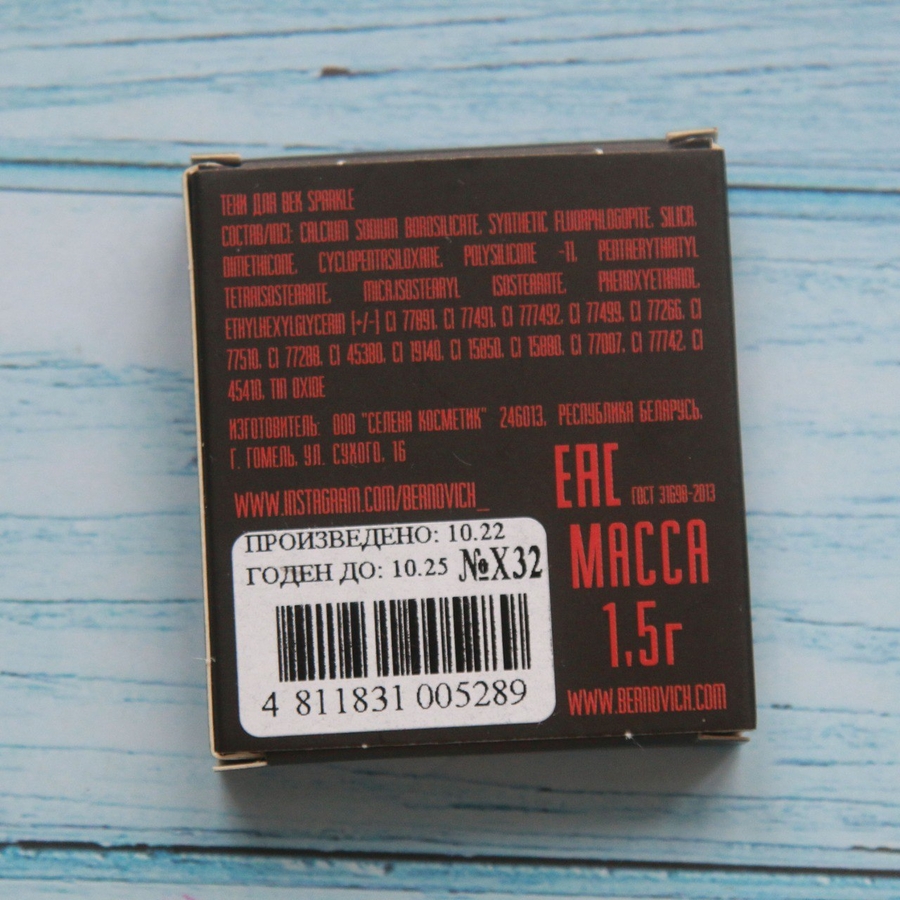 ТЕНИ ДЛЯ ВЕК SPARKLE
СОСТАВ/INCI: CALCIUM SODIUM BOROSILICATE, SYNTHETIC FLUORPHLOGOPITE, SILICA,
DIMETHICONE, CYCLOPENTASILOXANE, POLYSILICONE -11, PENTAERYTHRITYL
TETRAISOSTEARATE, MICA,ISOSTEARYL ISOSTEARATE, PHENOXYETHANOL,
ETHYLHEXYLGLYCERIN [+/-] CI 77891, CI 77491, CI 777492, CI 77499, CI 77266, CI
77510, CI 77288, CI 45380, CI 19140, CI 15850, CI 15880, CI 77007, CI 77742, CI
45410, TIN OXIDE
ИЗГОТОВИТЕЛЬ: ООО "СЕЛЕНА КОСМЕТИК" 246013, РЕСПУБЛИКА БЕЛАРУСЬ,
Г. ГОМЕЛЬ, УЛ. СУХОГО, 16
EAC ГОСТ 31698-2013
WWW.INSTAGRAM.COM/BERNOVICH_
ПРОИЗВЕДЕНО: 10.22
ГОДЕН ДО: 10.25 №X32
4 811831 005289
МАССА
1,5г
WWW.BERNOVICH.COM